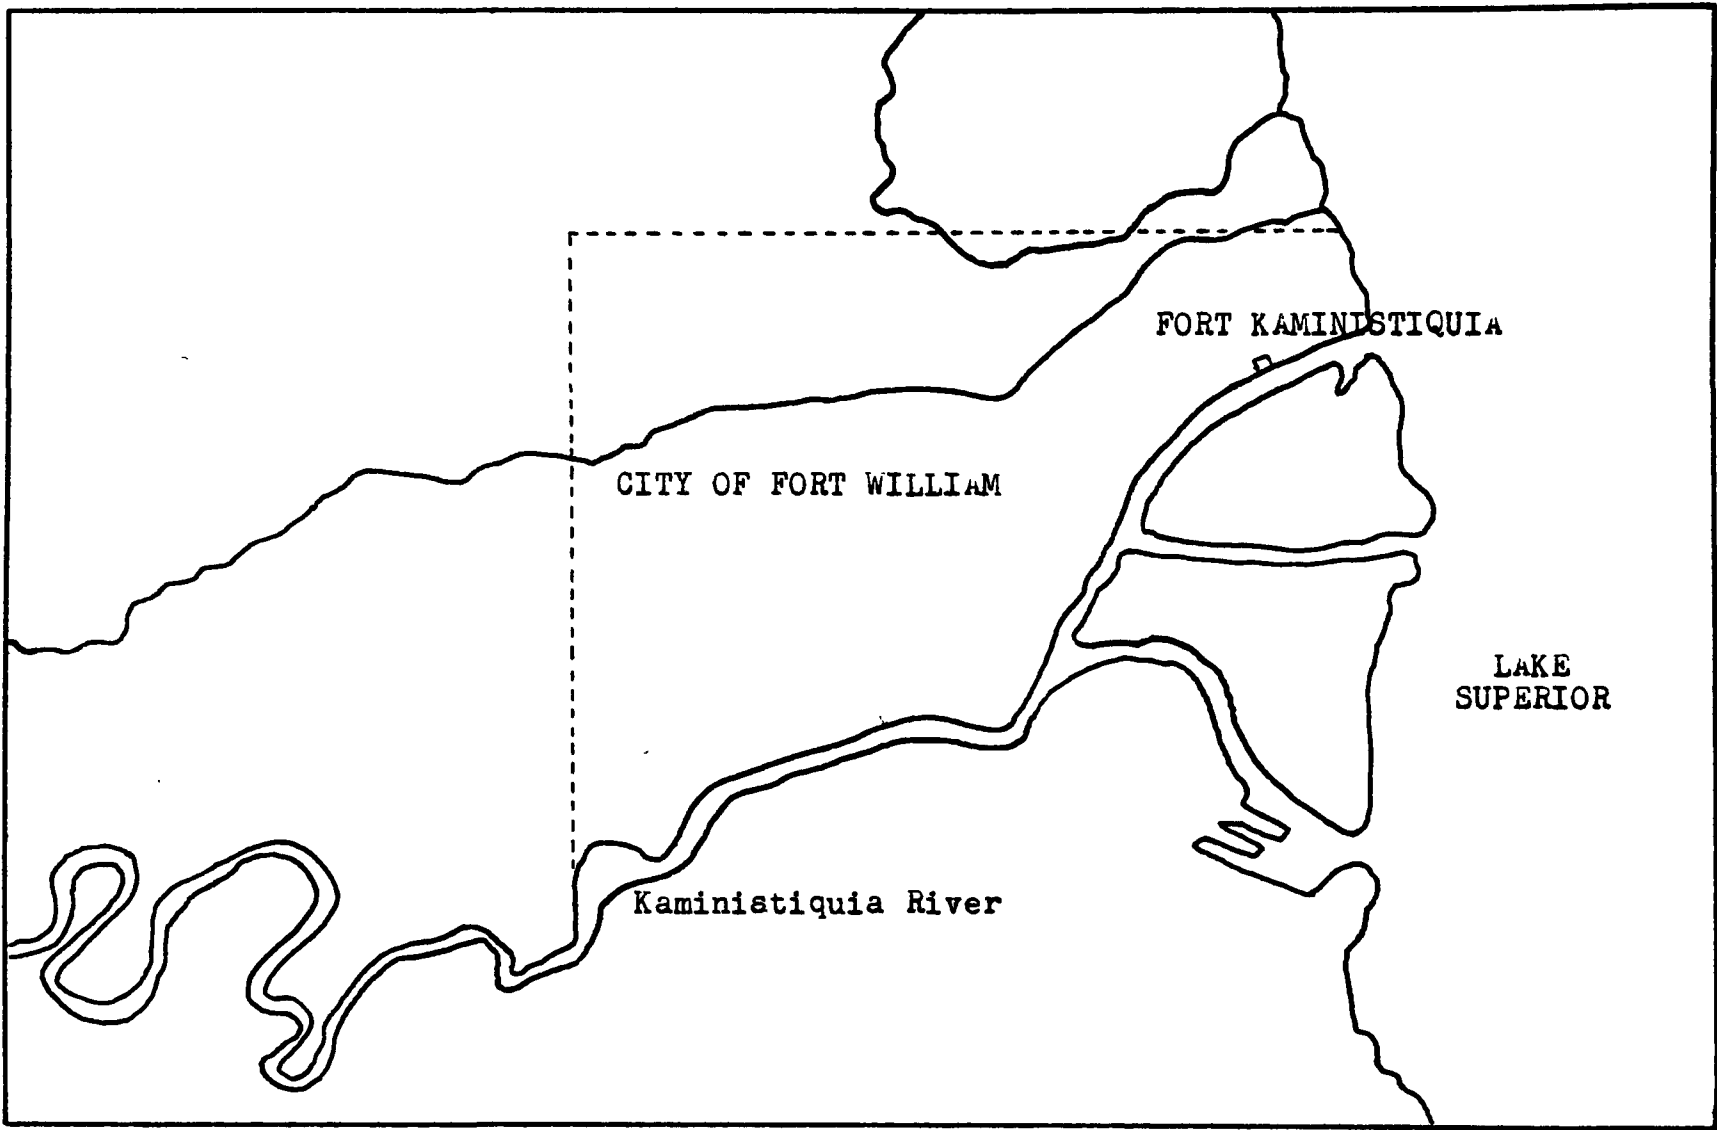 FORT KAMINISTIQUIA
CITY OF FORT WILLIAM
LAKE
SUPERIOR
Kaministiquia River